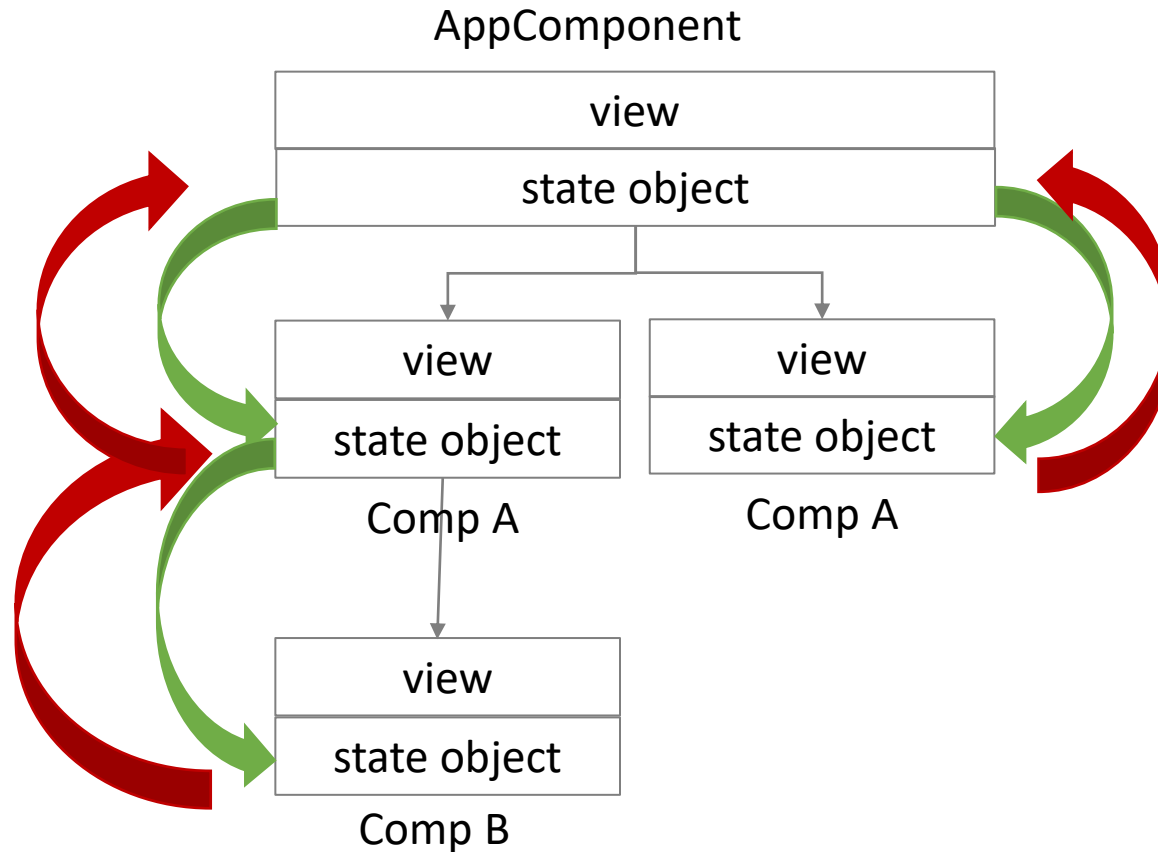 AppComponent
view
state object
view
view
state object
state object
Comp A
Comp A
view
state object
Comp B